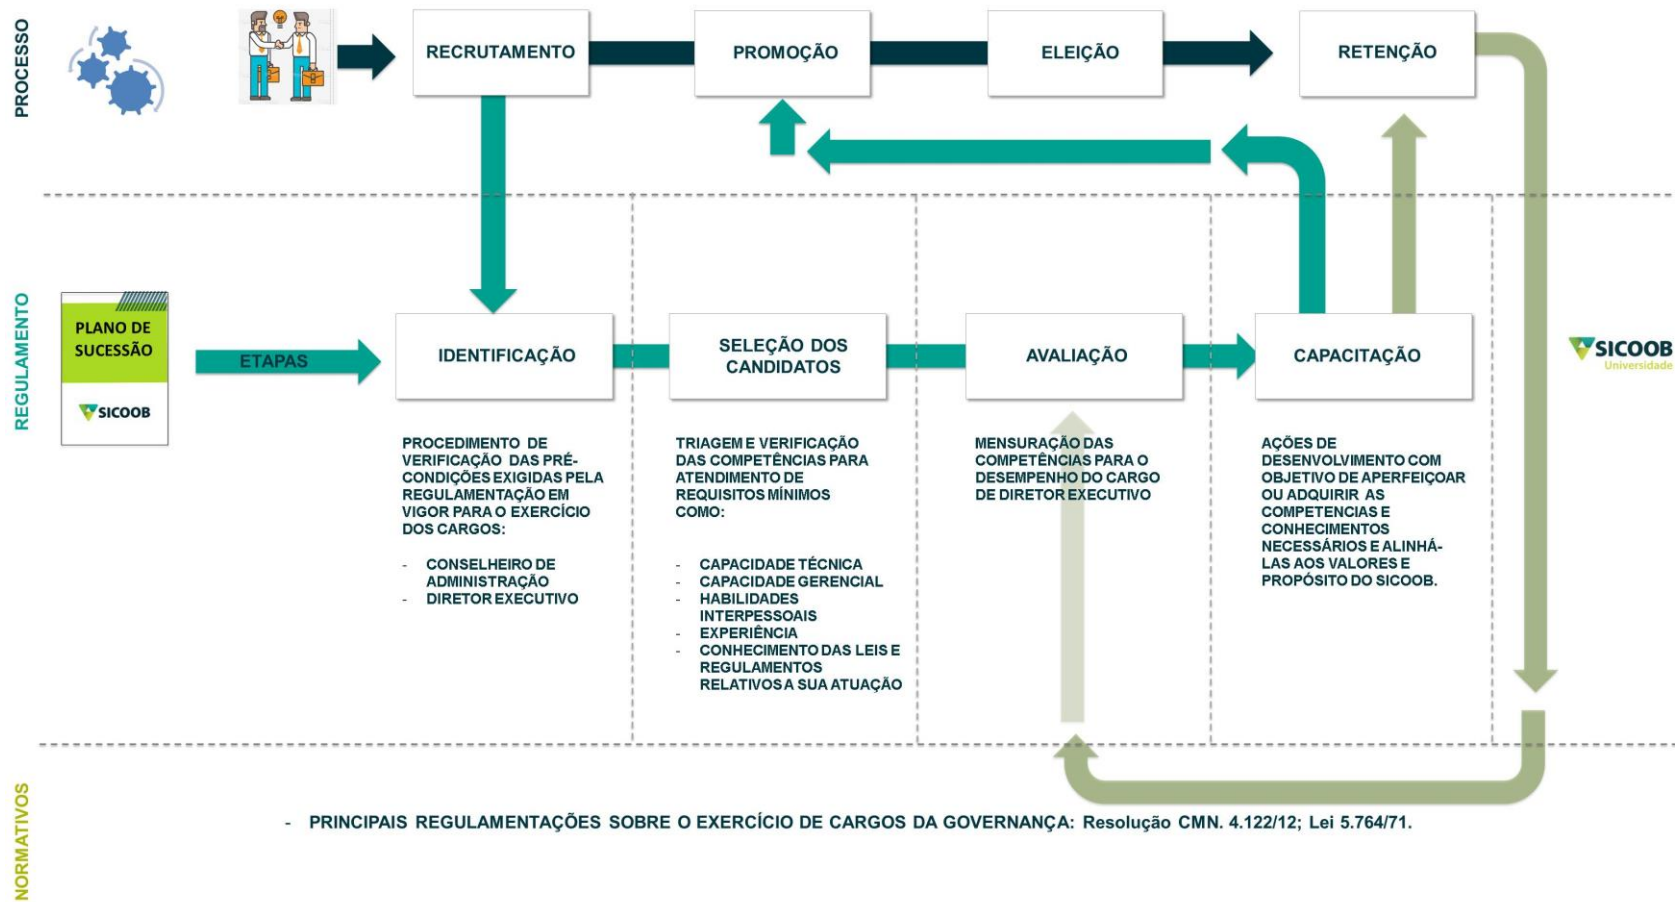 PROCESSO
RECRUTAMENTO
PROMOÇÃO
ELEIÇÃO
RETENÇÃO
REGULAMENTO
PLANO DE
SUCESSÃO
SICOOB
ETAPAS
IDENTIFICAÇÃO
SELEÇÃO DOS
CANDIDATOS
AVALIAÇÃO
CAPACITAÇÃO
SICOOB
Universidade
PROCEDIMENTO DE
VERIFICAÇÃO DAS PRÉ-
CONDIÇÕES EXIGIDAS PELA
REGULAMENTAÇÃO EM
VIGOR PARA O EXERCÍCIO
DOS CARGOS:
- CONSELHEIRO DE
ADMINISTRAÇÃO
- DIRETOR EXECUTIVO
TRIAGEM E VERIFICAÇÃO
DAS COMPETÊNCIAS PARA
ATENDIMENTO DE
REQUISITOS MÍNIMOS
COMO:
- CAPACIDADE TÉCNICA
- CAPACIDADE GERENCIAL
- HABILIDADES
INTERPESSOAIS
- EXPERIÊNCIA
- CONHECIMENTO DAS LEIS E
REGULAMENTOS
RELATIVOS A SUA ATUAÇÃO
MENSURAÇÃO DAS
COMPETÊNCIAS PARA O
DESEMPENHO DO CARGO
DE DIRETOR EXECUTIVO
AÇÕES DE
DESENVOLVIMENTO COM
OBJETIVO DE APERFEIÇOAR
OU ADQUIRIR AS
COMPETENCIAS E
CONHECIMENTOS
NECESSÁRIOS E ALINHÁ-
LAS AOS VALORES E
PROPÓSITO DO SICOOB.
NORMATIVOS
- PRINCIPAIS REGULAMENTAÇÕES SOBRE O EXERCÍCIO DE CARGOS DA GOVERNANÇA: Resolução CMN. 4.122/12; Lei 5.764/71.